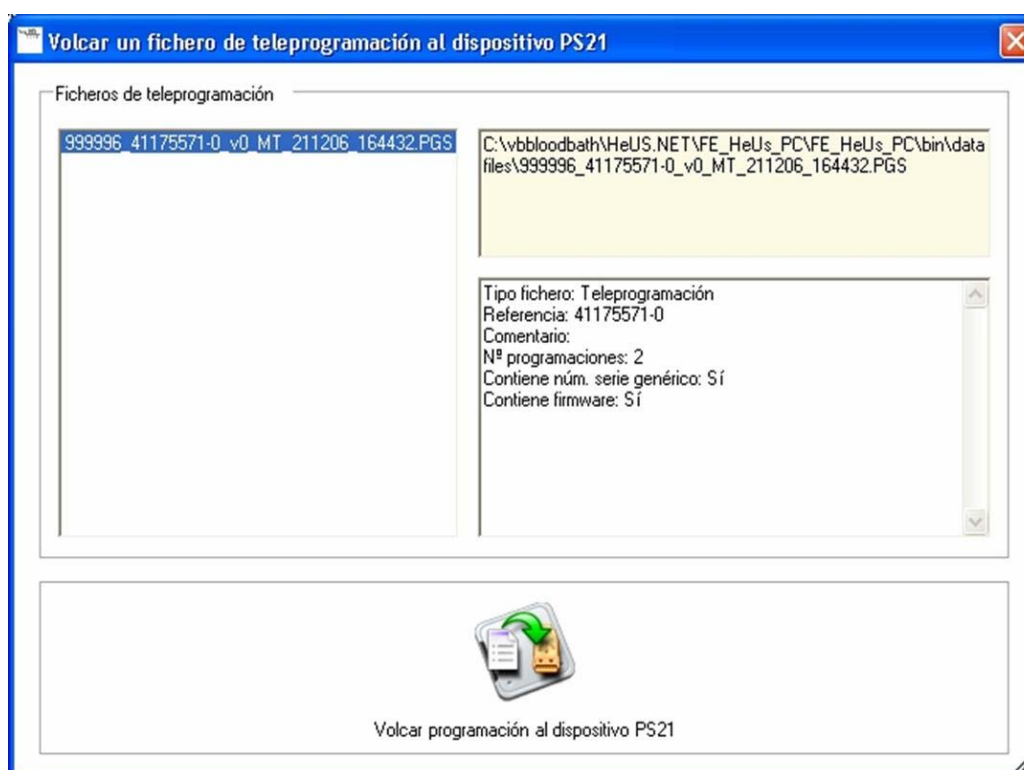 Volcar un fichero de teleprogramación al dispositivo PS21
Ficheros de teleprogramación
999996_41175571-0_v0_MT_211206_164432.PGS
C:\vbbloodbath\HeUS.NET\FE_HeUs_PC\FE_HeUs_PC\bin\data
files\999996_41175571-0_v0_MT_211206_164432.PGS
Tipo fichero: Teleprogramación
Referencia: 41175571-0
Comentario:
Nª programaciones: 2
Contiene núm. serie genérico: Sí
Contiene firmware: Sí
Volcar programación al dispositivo PS21